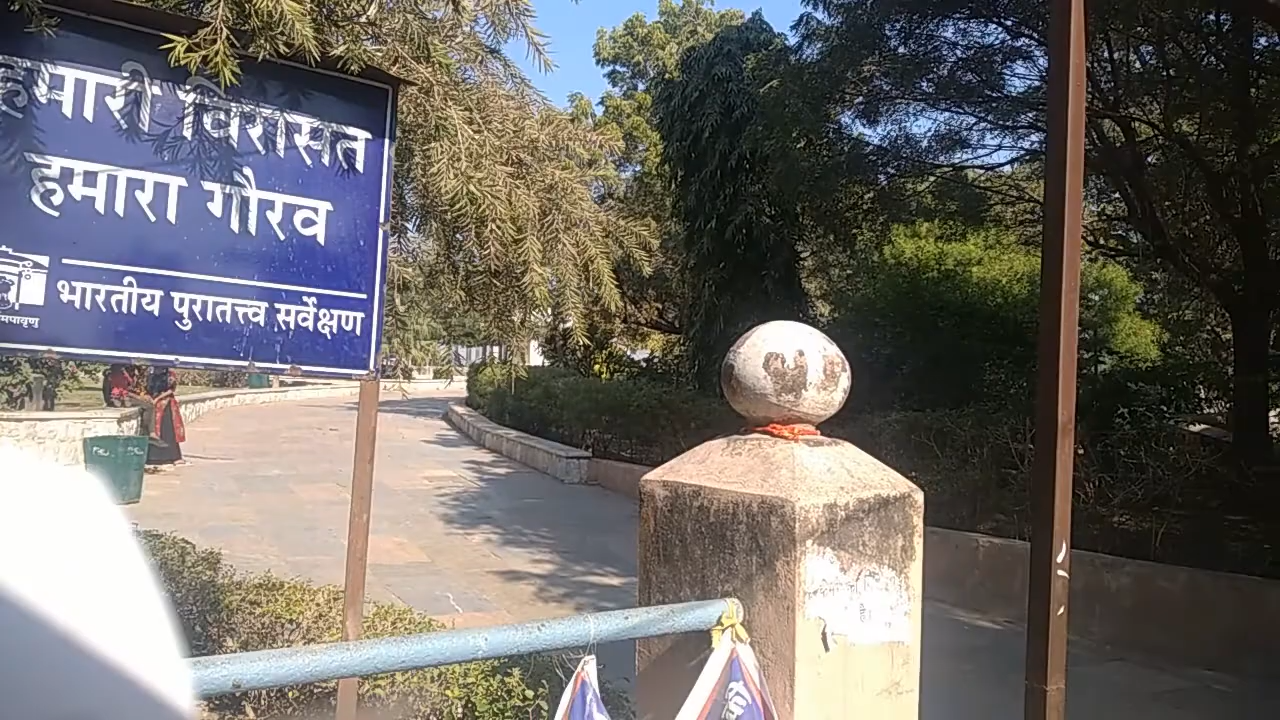 हमारी विरासत
हमारा गौरव
भारतीय पुरातत्त्व सर्वेक्षण